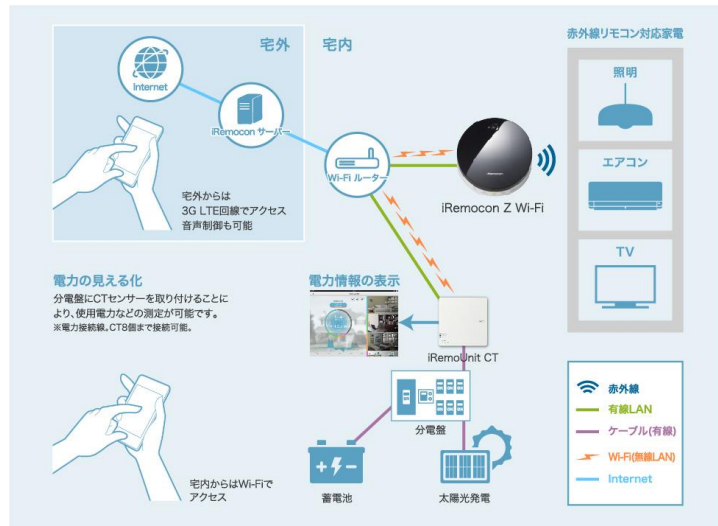 宅外
宅内
赤外線リモコン対応家電
Internet
iRemocon サーバー
Wi-Fi ルーター
iRemocon Z Wi-Fi
照明
エアコン
TV
宅外からは
3G LTE回線でアクセス
音声制御も可能
電力の見える化
分電盤にCTセンサーを取り付けることに
より、使用電力などの測定が可能です。
※電力接続線。CT8個まで接続可能。
電力情報の表示
iRemoUnit CT
分電盤
蓄電池
太陽光発電
宅内からはWi-Fiで
アクセス
赤外線
有線LAN
ケーブル(有線)
Wi-Fi(無線LAN)
Internet